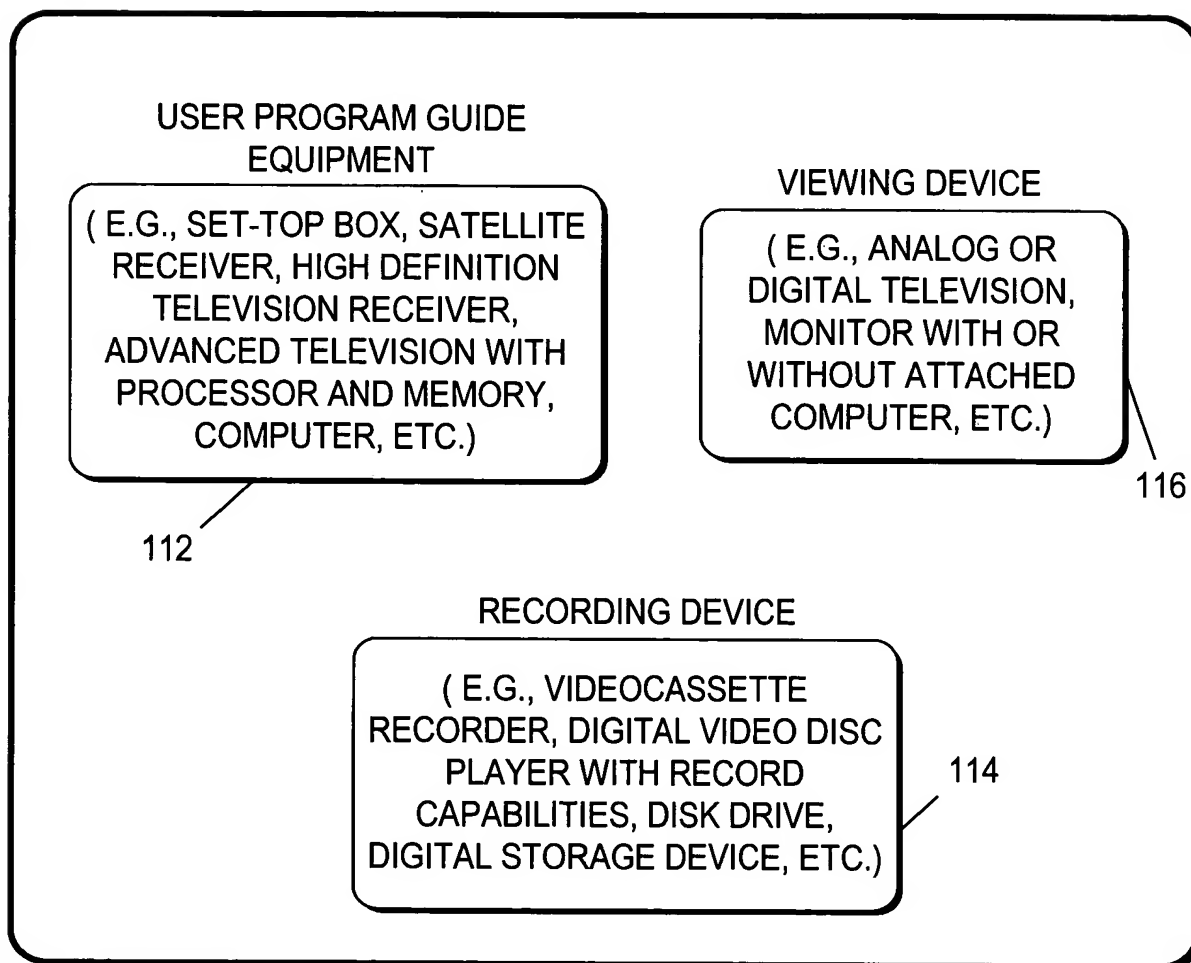 USER PROGRAM GUIDE
EQUIPMENT
( E.G., SET-TOP BOX, SATELLITE
RECEIVER, HIGH DEFINITION
TELEVISION RECEIVER,
ADVANCED TELEVISION WITH
PROCESSOR AND MEMORY,
COMPUTER, ETC.)
112
VIEWING DEVICE
( E.G., ANALOG OR
DIGITAL TELEVISION,
MONITOR WITH OR
WITHOUT ATTACHED
COMPUTER, ETC.)
116
RECORDING DEVICE
( E.G., VIDEOCASSETTE
RECORDER, DIGITAL VIDEO DISC
PLAYER WITH RECORD
CAPABILITIES, DISK DRIVE,
DIGITAL STORAGE DEVICE, ETC.)
114